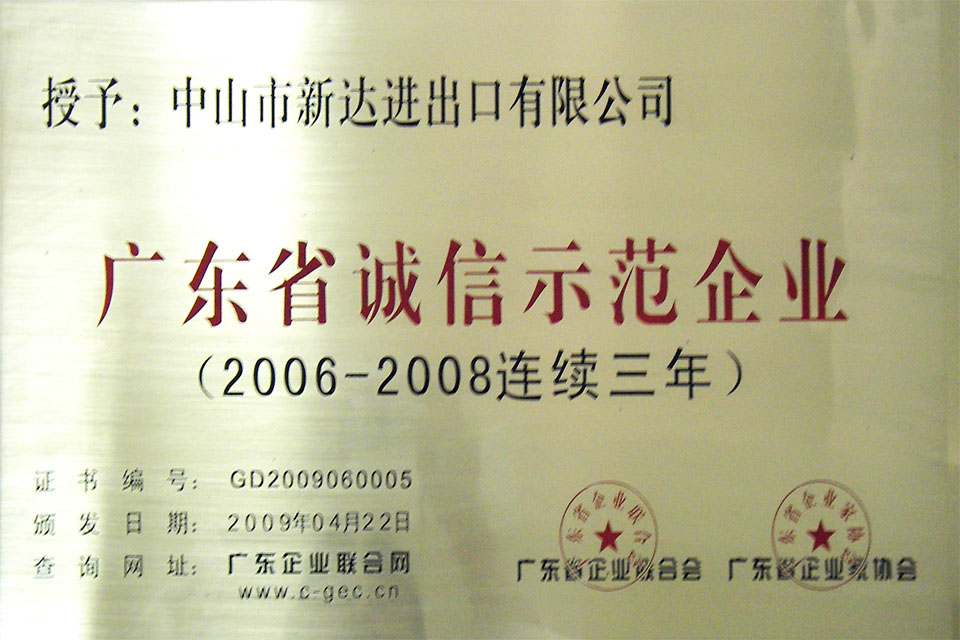 授予：中山市新达进出口有限公司
广东省诚信示范企业
（2006-2008连续三年）
证书编号：GD2009060005
颁发日期：2009年04月22日
查询网址：广东企业联合网
www.c-gec.cn
广东省企业联合会
广东省企业家协会